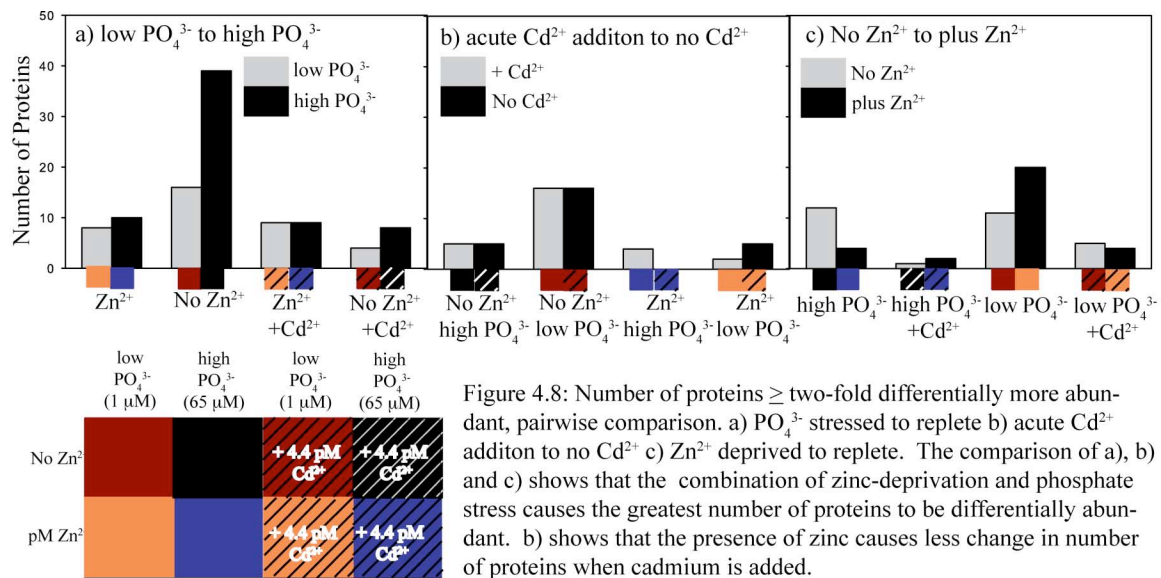 a) low PO₄³⁻ to high PO₄³⁻
low PO₄³⁻
high PO₄³⁻
b) acute Cd²⁺ additon to no Cd²⁺
+ Cd²⁺
No Cd²⁺
c) No Zn²⁺ to plus Zn²⁺
No Zn²⁺
plus Zn²⁺
Number of Proteins
50
40
30
20
10
0
Zn²⁺
No Zn²⁺
Zn²⁺
+Cd²⁺
No Zn²⁺
+Cd²⁺
No Zn²⁺
high PO₄³⁻
No Zn²⁺
low PO₄³⁻
Zn²⁺
high PO₄³⁻
Zn²⁺
low PO₄³⁻
high PO₄³⁻
high PO₄³⁻
+Cd²⁺
low PO₄³⁻
low PO₄³⁻
+Cd²⁺
low
PO₄³⁻
(1 μM)
high
PO₄³⁻
(65 μM)
low
PO₄³⁻
(1 μM)
high
PO₄³⁻
(65 μM)
No Zn²
+ 4.4 pM
Cd²⁺
+ 4.4 pM
Cd²⁺
pM Zn²
+ 4.4 pM
Cd²⁺
+ 4.4 pM
Cd²⁺
Figure 4.8: Number of proteins ≥ two-fold differentially more abun-
dant, pairwise comparison. a) PO₄³⁻ stressed to replete b) acute Cd²⁺
additon to no Cd²⁺ c) Zn²⁺ deprived to replete. The comparison of a), b)
and c) shows that the combination of zinc-deprivation and phosphate
stress causes the greatest number of proteins to be differentially abun-
dant. b) shows that the presence of zinc causes less change in number
of proteins when cadmium is added.